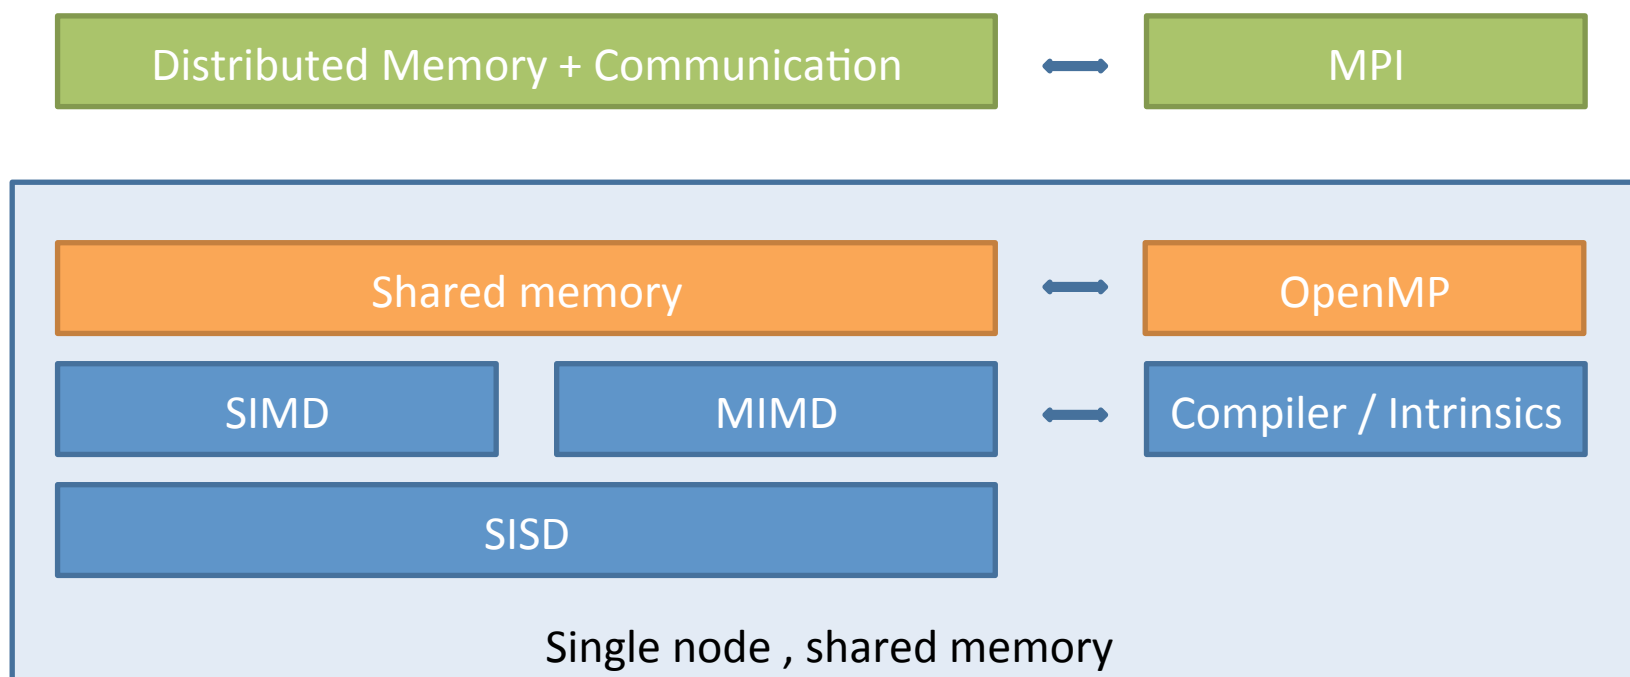 Distributed Memory + Communication
MPI
Shared memory
OpenMP
SIMD
MIMD
Compiler / Intrinsics
SISD
Single node , shared memory